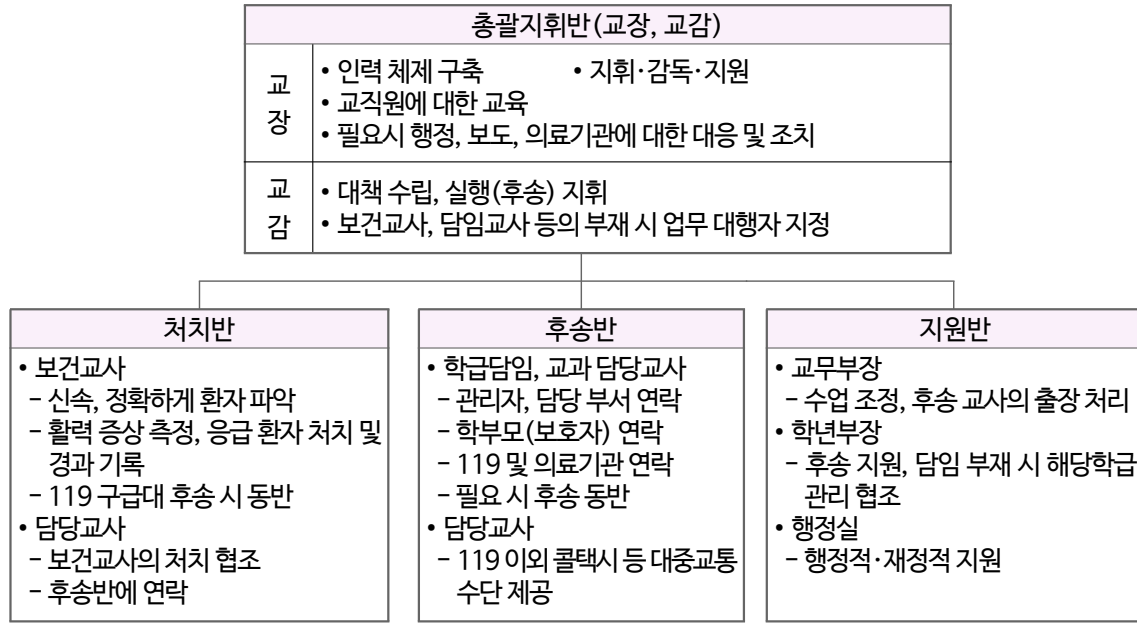 총괄지휘반(교장, 교감)
교장
• 인력 체제 구축 • 지휘·감독·지원
• 교직원에 대한 교육
• 필요시 행정, 보도, 의료기관에 대한 대응 및 조치
교감
• 대책 수립, 실행(후송) 지휘
• 보건교사, 담임교사 등의 부재 시 업무 대행자 지정
처치반
• 보건교사
- 신속, 정확하게 환자 파악
- 활력 증상 측정, 응급 환자 처치 및
경과 기록
- 119 구급대 후송 시 동반
• 담당교사
- 보건교사의 처치 협조
- 후송반에 연락
후송반
• 학급담임, 교과 담당교사
- 관리자, 담당 부서 연락
- 학부모(보호자) 연락
- 119 및 의료기관 연락
- 필요 시 후송 동반
• 담당교사
- 119 이외 콜택시 등 대중교통
수단 제공
지원반
• 교무부장
- 수업 조정, 후송 교사의 출장 처리
• 학년부장
- 후송 지원, 담임 부재 시 해당학급
관리 협조
• 행정실
- 행정적·재정적 지원